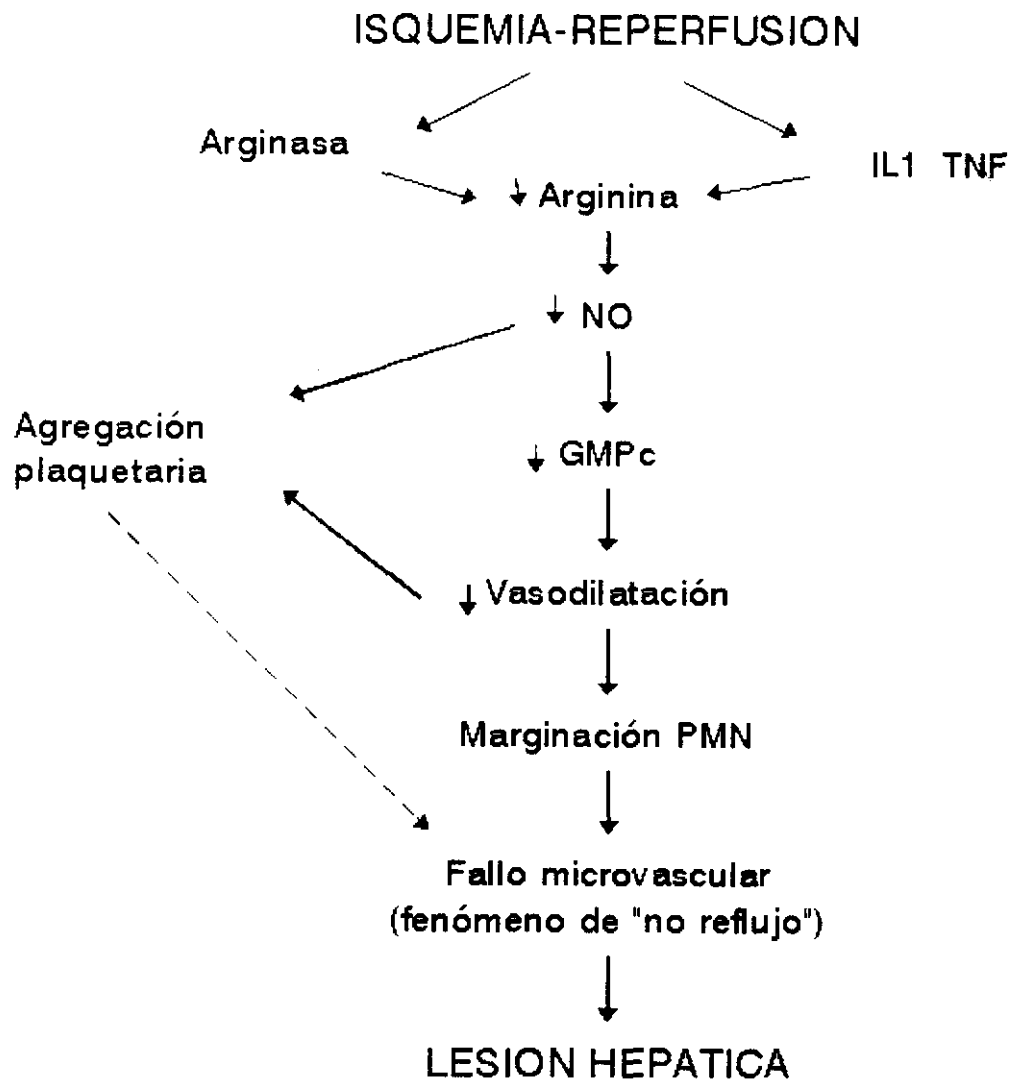 ISQUEMIA-REPERFUSION
Arginasa
IL1 TNF
↓ Arginina
↓ NO
Agregación
plaquetaria
↓ GMPc
↓ Vasodilatación
Marginación PMN
Fallo microvascular
(fenómeno de "no reflujo")
LESION HEPATICA